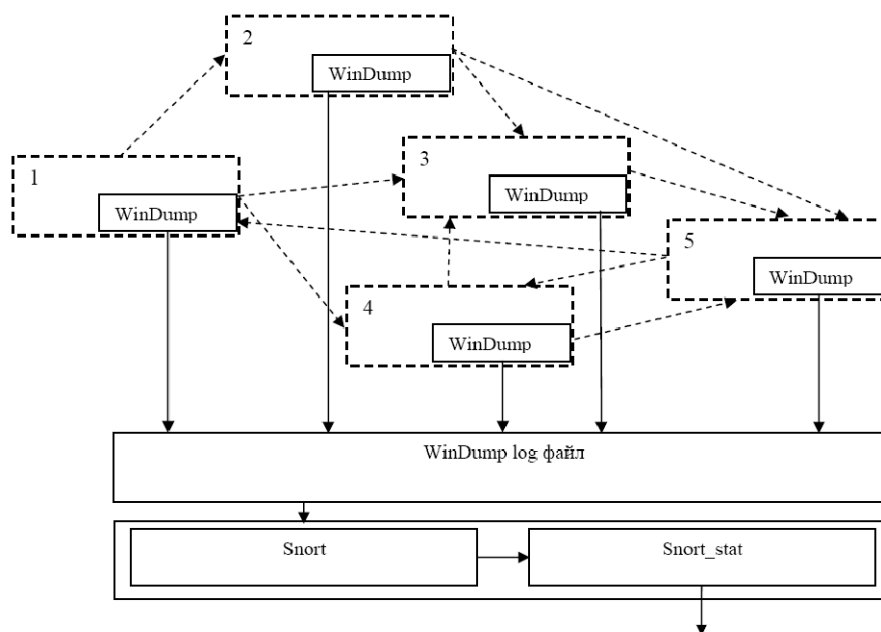 2
WinDump
1
WinDump
3
WinDump
5
WinDump
4
WinDump
WinDump log файл
Snort
Snort_stat